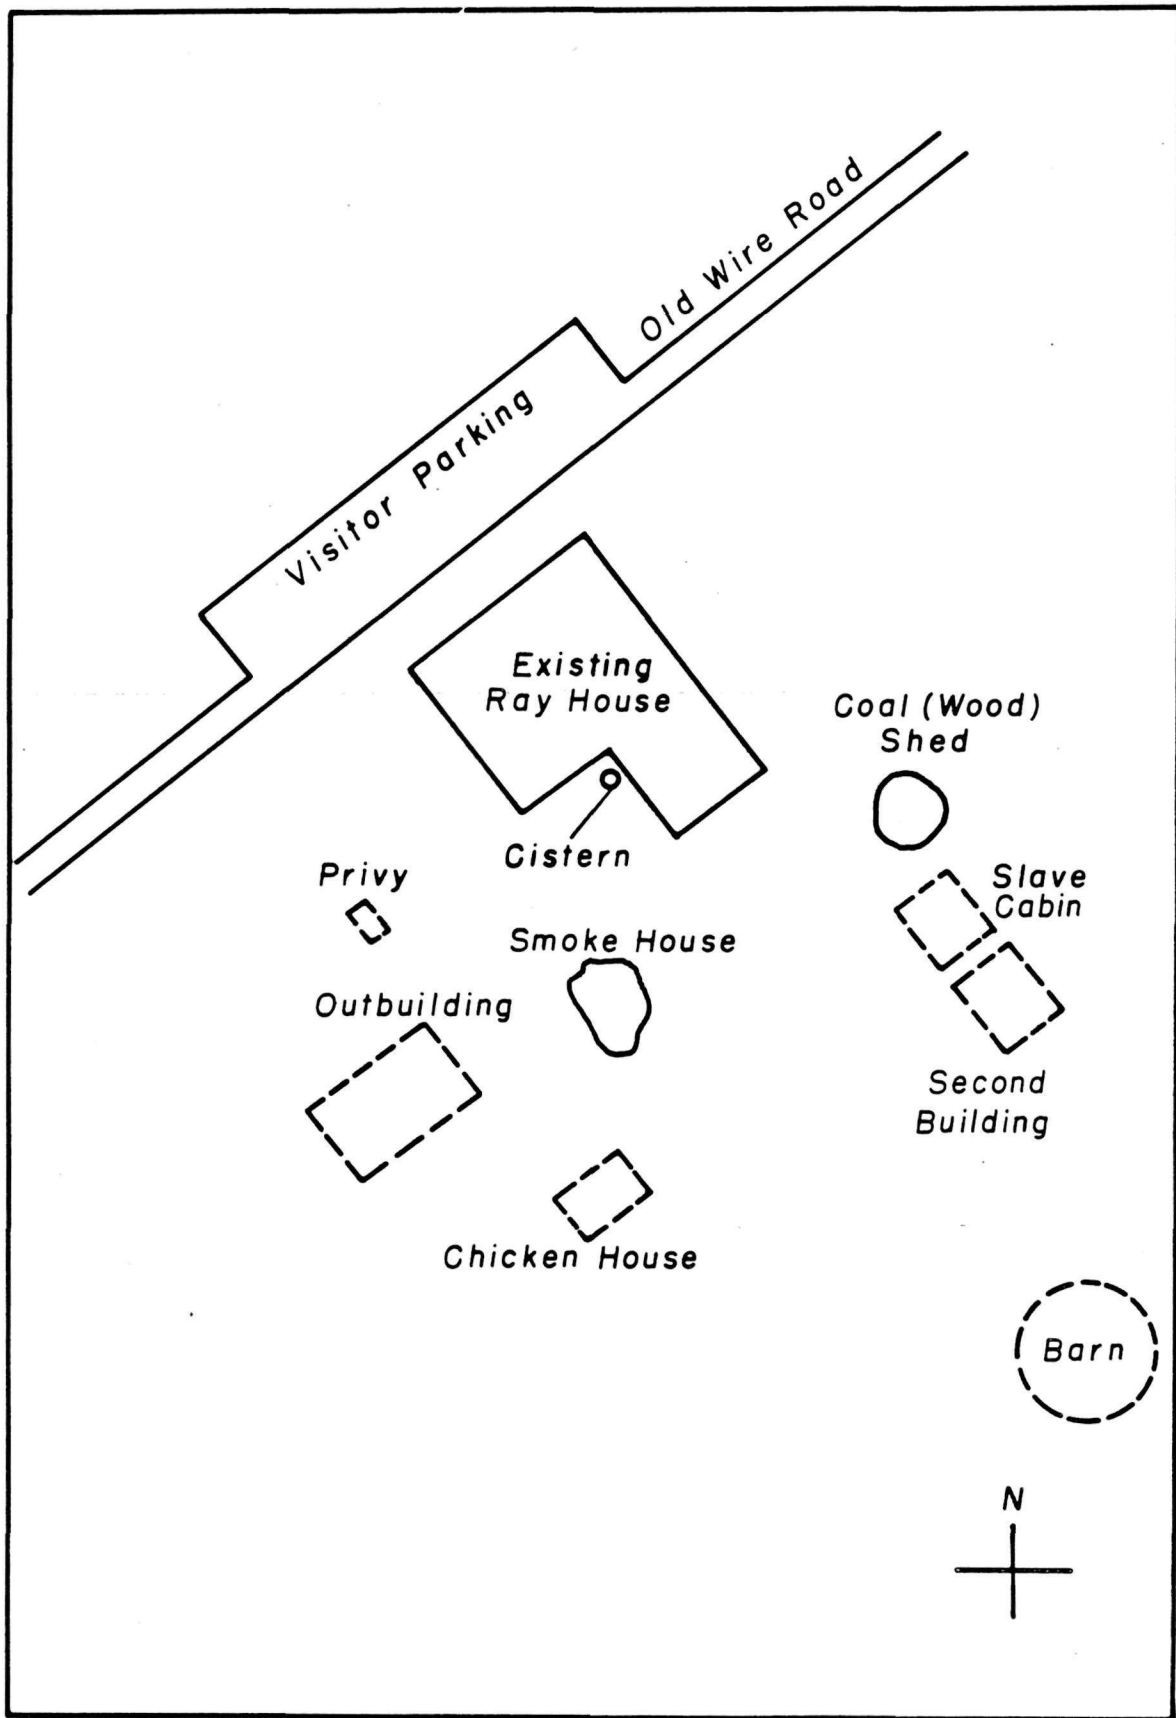 Old Wire Road
Visitor Parking
Existing
Ray House
Coal (Wood)
Shed
Cistern
Privy
Slave
Cabin
Smoke House
Outbuilding
Second
Building
Chicken House
Barn
N